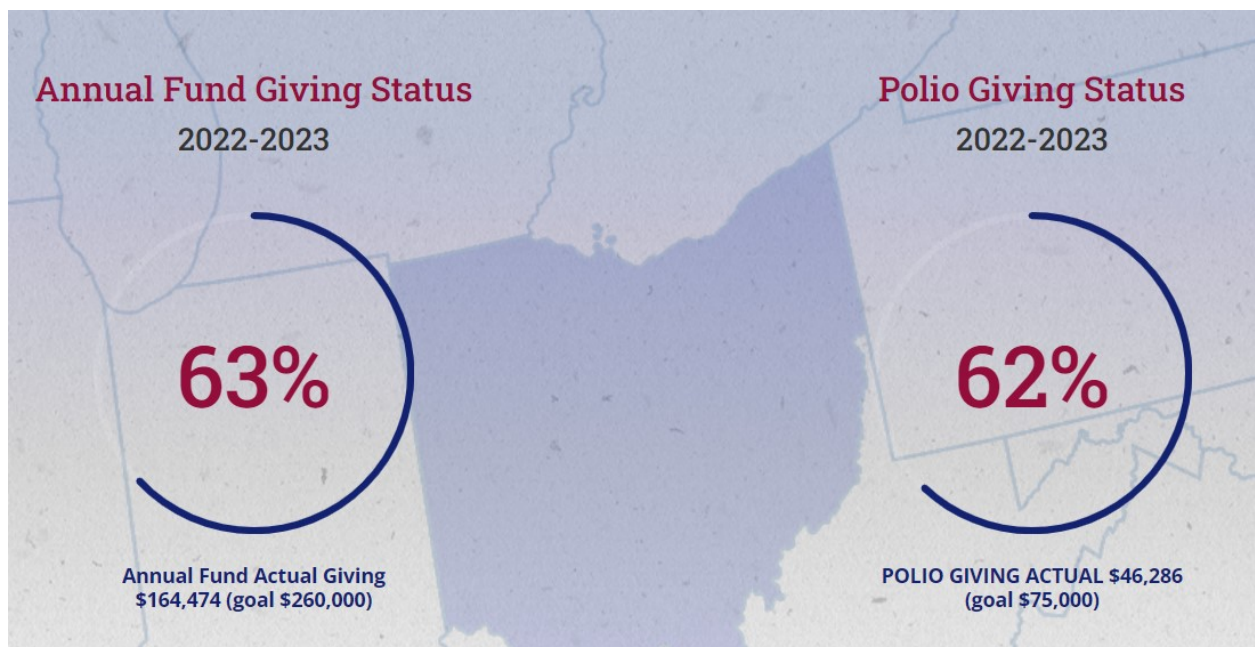 Annual Fund Giving Status
2022-2023
63%
Annual Fund Actual Giving
$164,474 (goal $260,000)
Polio Giving Status
2022-2023
62%
POLIO GIVING ACTUAL $46,286
(goal $75,000)